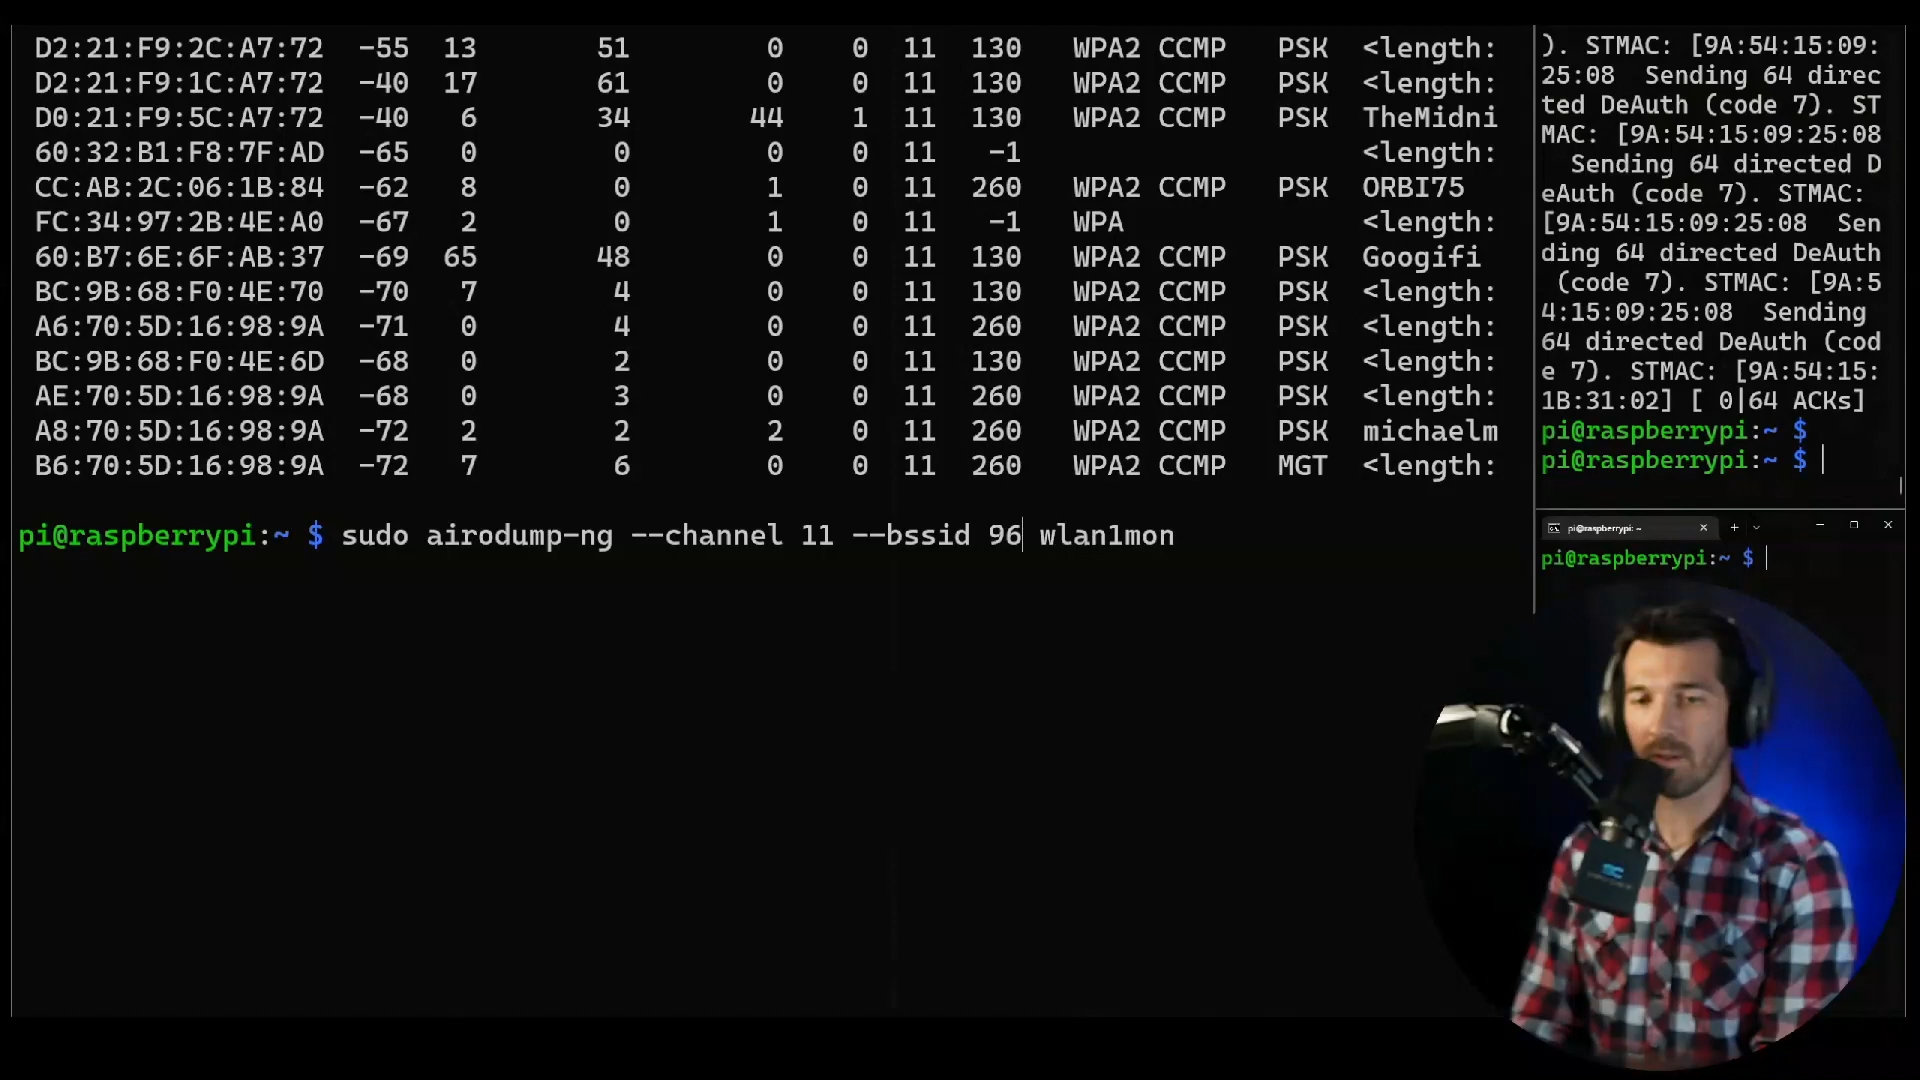 D2:21:F9:2C:A7:72 -55 13 51 0 0 11 130 WPA2 CCMP PSK <length:
D2:21:F9:1C:A7:72 -40 17 61 0 0 11 130 WPA2 CCMP PSK <length:
D0:21:F9:5C:A7:72 -40 6 34 44 1 11 130 WPA2 CCMP PSK TheMidni
60:32:B1:F8:7F:AD -65 0 0 0 0 11 -1 <length:
CC:AB:2C:06:1B:84 -62 8 0 1 0 11 260 WPA2 CCMP PSK ORBI75
FC:34:97:2B:4E:A0 -67 2 0 1 0 11 -1 WPA <length:
60:B7:6E:6F:AB:37 -69 65 48 0 0 11 130 WPA2 CCMP PSK Googifi
BC:9B:68:F0:4E:70 -70 7 4 0 0 11 130 WPA2 CCMP PSK <length:
A6:70:5D:16:98:9A -71 0 4 0 0 11 260 WPA2 CCMP PSK <length:
BC:9B:68:F0:4E:6D -68 0 2 0 0 11 130 WPA2 CCMP PSK <length:
AE:70:5D:16:98:9A -68 0 3 0 0 11 260 WPA2 CCMP PSK <length:
A8:70:5D:16:98:9A -72 2 2 2 0 11 260 WPA2 CCMP PSK michaelm
B6:70:5D:16:98:9A -72 7 6 0 0 11 260 WPA2 CCMP MGT <length:
pi@raspberrypi:~ $ sudo airodump-ng --channel 11 --bssid 96 wlan1mon
). STMAC: [9A:54:15:09:
25:08 Sending 64 direc
ted DeAuth (code 7). ST
MAC: [9A:54:15:09:25:08
Sending 64 directed D
eAuth (code 7). STMAC:
[9A:54:15:09:25:08 Sen
ding 64 directed DeAuth
(code 7). STMAC: [9A:5
4:15:09:25:08 Sending
64 directed DeAuth (cod
e 7). STMAC: [9A:54:15:
1B:31:02] [ 0|64 ACKs]
pi@raspberrypi:~ $
pi@raspberrypi:~ $
pi@raspberrypi: ~
pi@raspberrypi:~ $
SC